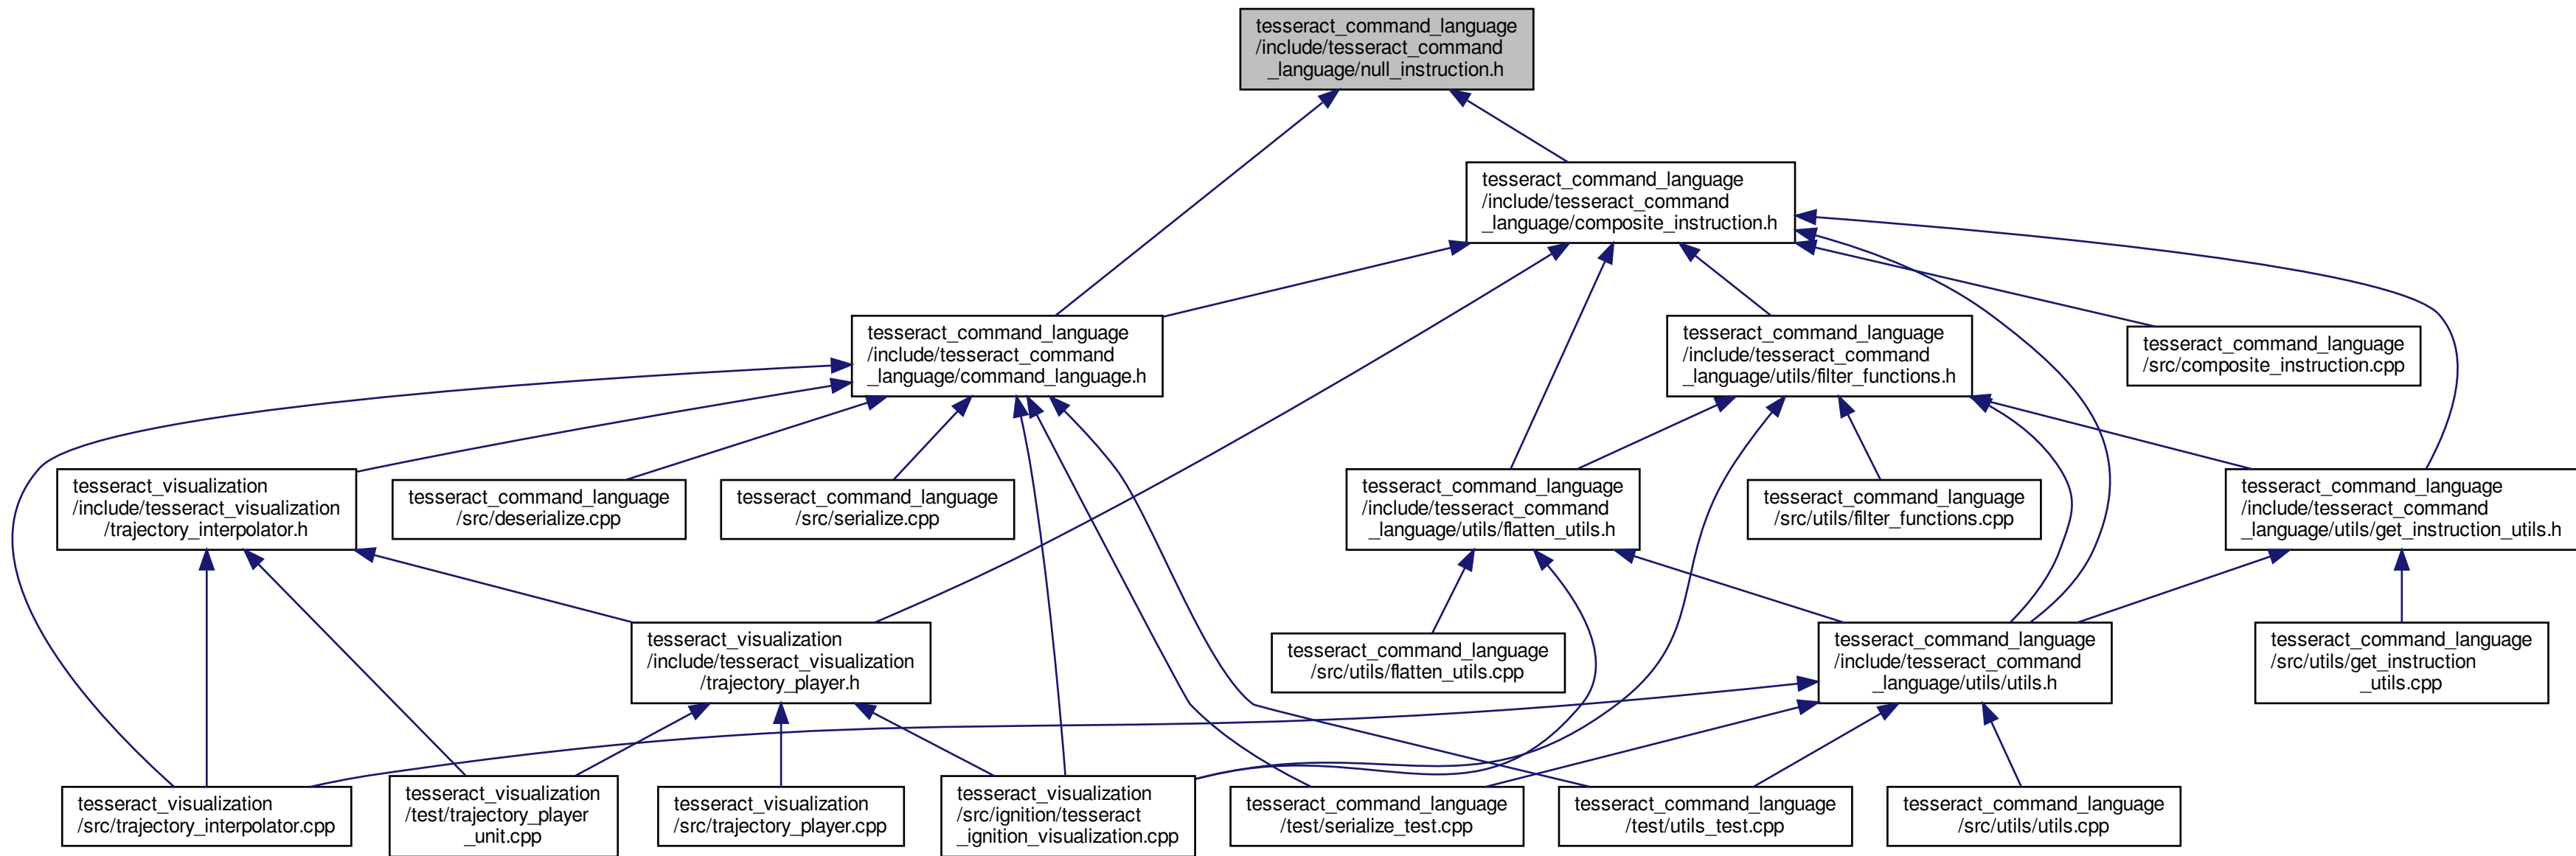 tesseract_command_language
/include/tesseract_command
_language/null_instruction.h
tesseract_command_language
/include/tesseract_command
_language/composite_instruction.h
tesseract_command_language
/include/tesseract_command
_language/command_language.h
tesseract_command_language
/include/tesseract_command
_language/utils/filter_functions.h
tesseract_command_language
/src/composite_instruction.cpp
tesseract_visualization
/include/tesseract_visualization
/trajectory_interpolator.h
tesseract_command_language
/src/deserialize.cpp
tesseract_command_language
/src/serialize.cpp
tesseract_command_language
/include/tesseract_command
_language/utils/flatten_utils.h
tesseract_command_language
/src/utils/filter_functions.cpp
tesseract_command_language
/include/tesseract_command
_language/utils/get_instruction_utils.h
tesseract_visualization
/include/tesseract_visualization
/trajectory_player.h
tesseract_command_language
/src/utils/flatten_utils.cpp
tesseract_command_language
/include/tesseract_command
_language/utils/utils.h
tesseract_command_language
/src/utils/get_instruction
_utils.cpp
tesseract_visualization
/src/trajectory_interpolator.cpp
tesseract_visualization
/test/trajectory_player
_unit.cpp
tesseract_visualization
/src/trajectory_player.cpp
tesseract_visualization
/src/ignition/tesseract
_ignition_visualization.cpp
tesseract_command_language
/test/serialize_test.cpp
tesseract_command_language
/test/utils_test.cpp
tesseract_command_language
/src/utils/utils.cpp